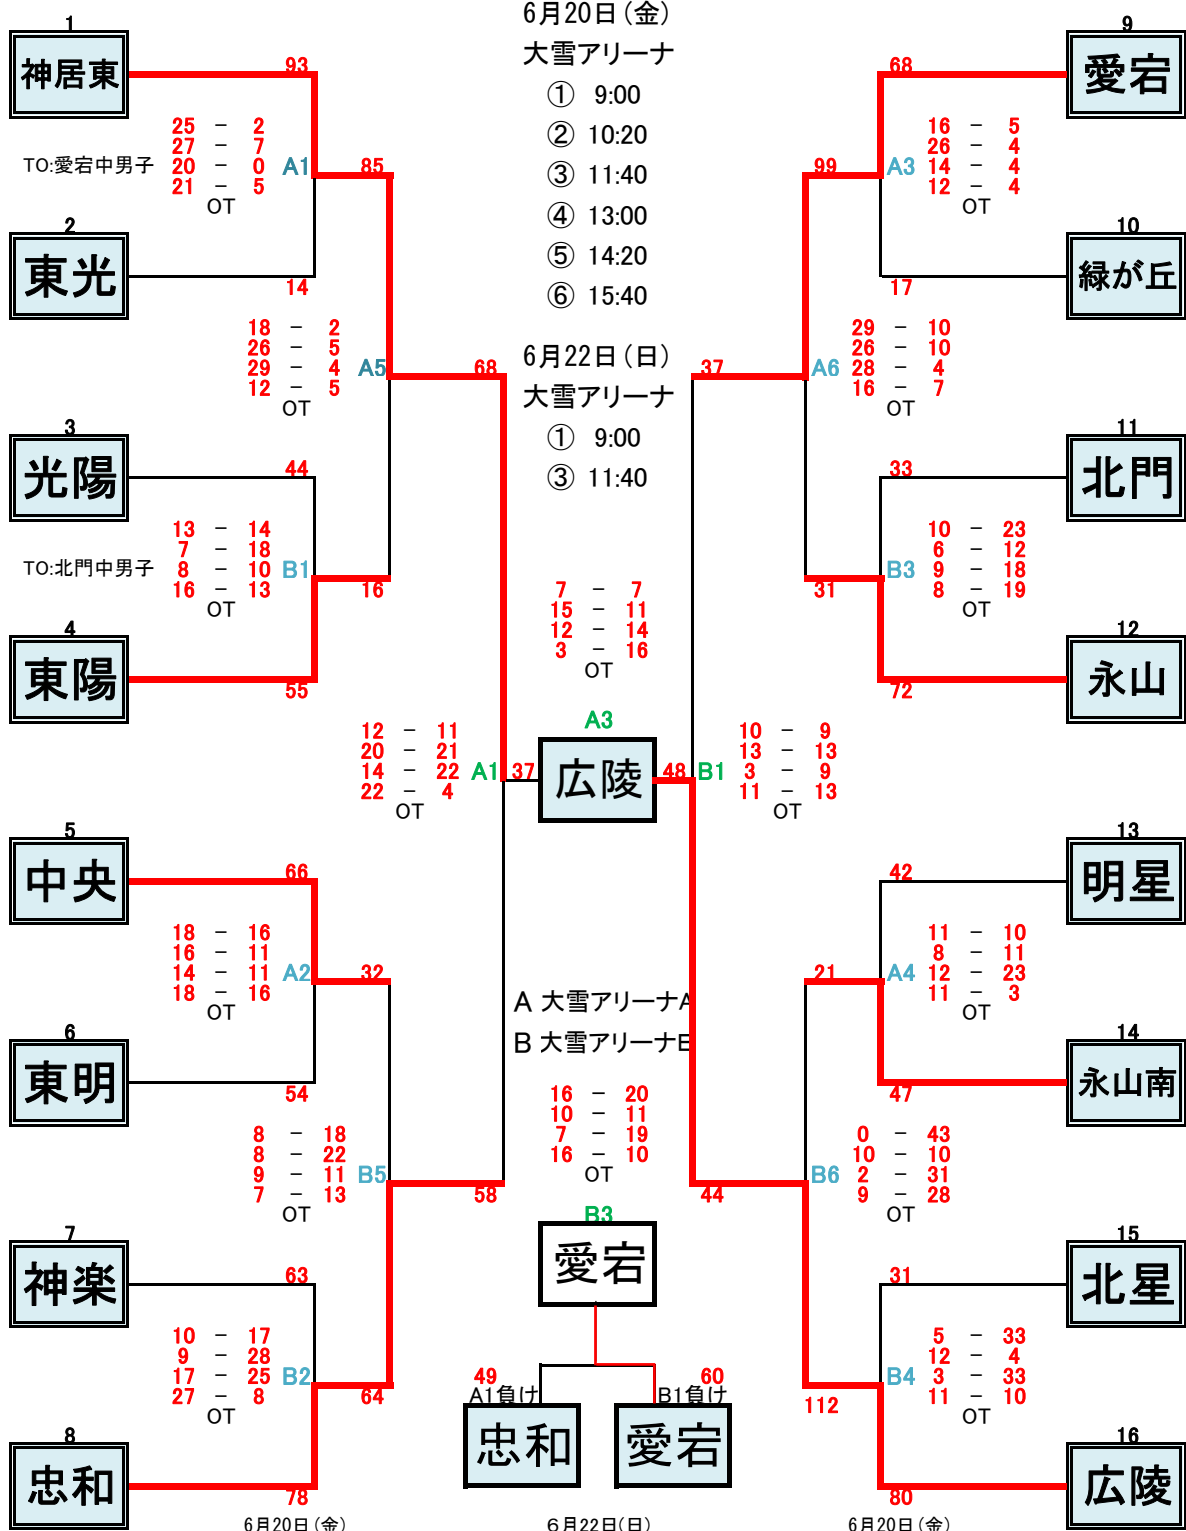 6月20日(金)
大雪アリーナ
① 9:00
② 10:20
③ 11:40
④ 13:00
⑤ 14:20
⑥ 15:40
6月22日(日)
大雪アリーナ
① 9:00
③ 11:40
1
神居東
93
25 - 2
27 - 7
TO:愛宕中男子 20 - 0 A1 85
21 - 5
OT
2
東光
14
18 - 2
26 - 5
29 - 4 A5 68
12 - 5
OT
3
光陽
44
13 - 14
7 - 18
TO:北門中男子 8 - 10 B1 16
16 - 13
OT
4
東陽
55
12 - 11
20 - 21
14 - 22 A1 37
22 - 4
OT
5
中央
66
18 - 16
16 - 11
14 - 11 A2 32
18 - 16
OT
6
東明
54
8 - 18
8 - 22
9 - 11 B5 58
7 - 13
OT
7
神楽
63
10 - 17
9 - 28
17 - 25 B2 64
27 - 8
OT
8
忠和
78
6月20日(金)
7 - 7
15 - 11
12 - 14
3 - 16
OT
A3
広陵
A 大雪アリーナA
B 大雪アリーナB
16 - 20
10 - 11
7 - 19
16 - 10
OT
B3
愛宕
49 60
A1負け B1負け
忠和 愛宕
6月22日(日)
9
愛宕
68
16 - 5
26 - 4
99 A3 14 - 4
12 - 4
OT
10
緑が丘
17
29 - 10
26 - 10
37 A6 28 - 4
16 - 7
OT
11
北門
33
10 - 23
6 - 12
31 B3 9 - 18
8 - 19
OT
12
永山
72
10 - 9
13 - 13
48 B1 3 - 9
11 - 13
OT
13
明星
42
11 - 10
8 - 11
21 A4 12 - 23
11 - 3
OT
14
永山南
47
0 - 43
10 - 10
44 B6 2 - 31
9 - 28
OT
15
北星
31
5 - 33
12 - 4
112 B4 3 - 33
11 - 10
OT
16
広陵
80
6月20日(金)